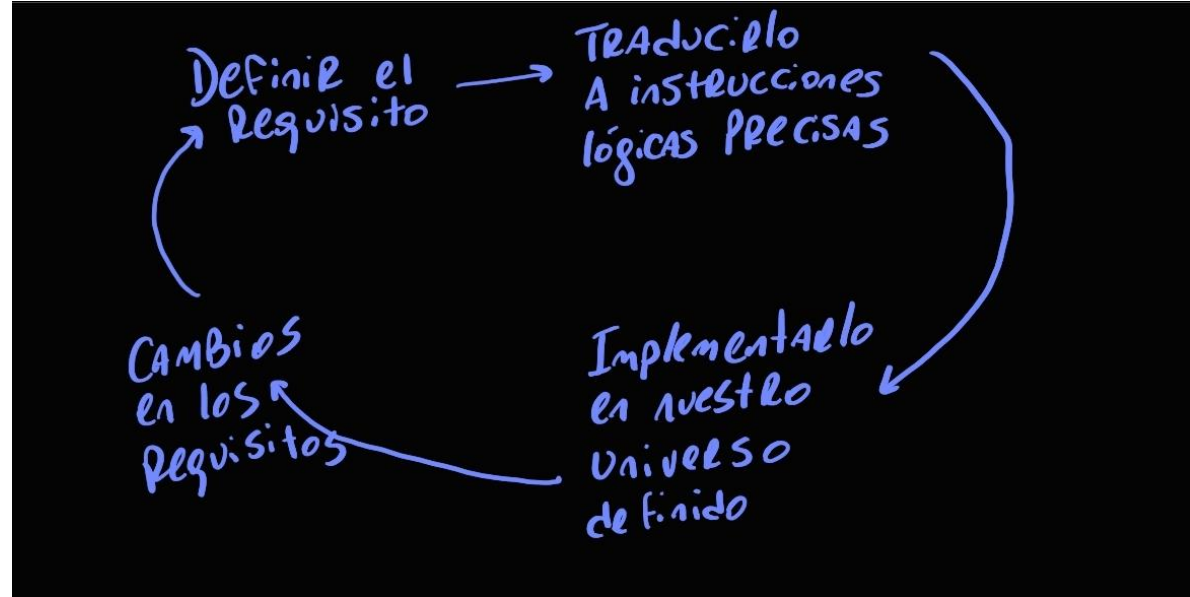 Definir el
Requisito
Traducirlo
A instrucciones
lógicas Precisas
Implementarlo
en nuestro
universo
definido
Cambios
en los
Requisitos